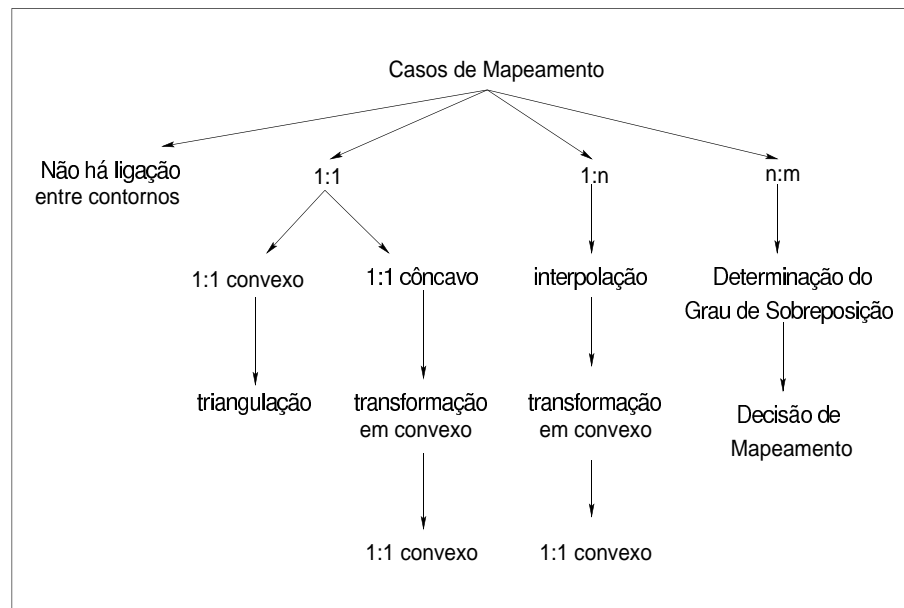 Casos de Mapeamento
Não há ligação
entre contornos
1:1
1:n
n:m
1:1 convexo
1:1 côncavo
interpolação
Determinação do
Grau de Sobreposição
triangulação
transformação
em convexo
transformação
em convexo
Decisão de
Mapeamento
1:1 convexo
1:1 convexo